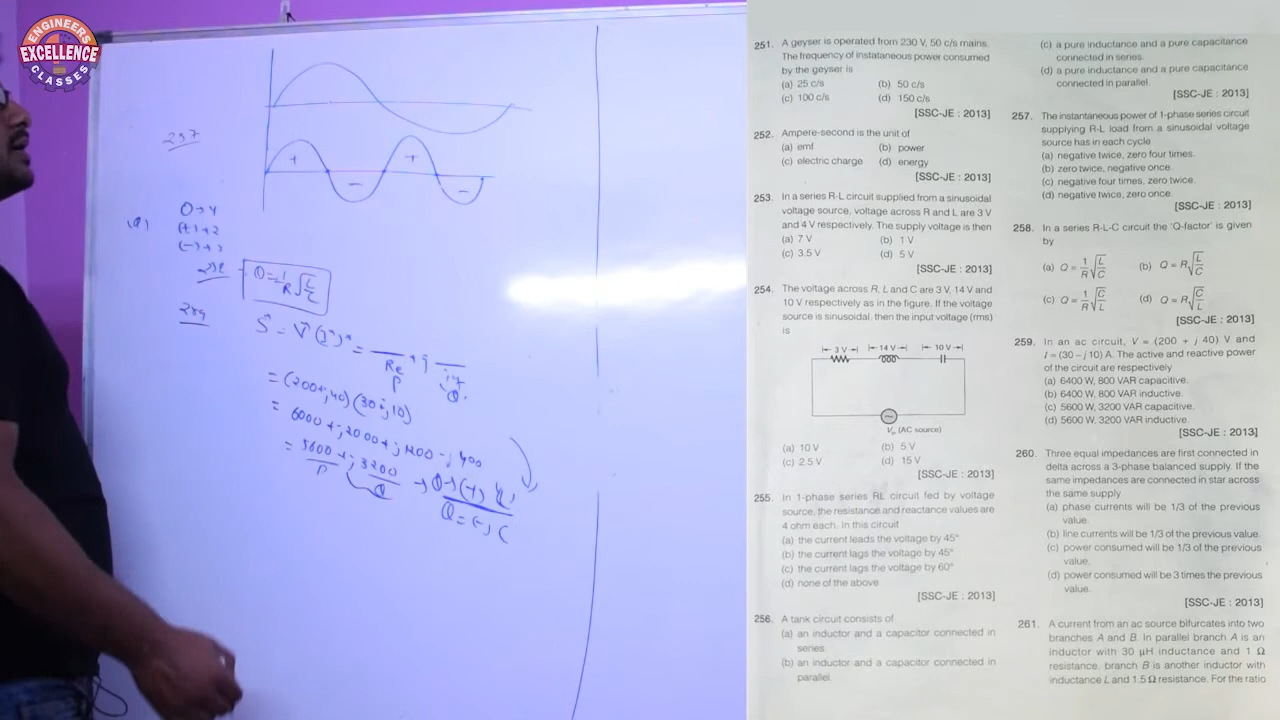 ENGINEERS
EXCELLENCE
CLASSES
257
+
+
-
-
0→4
(+)→2
258
Q = 1/R √L/C
259
Re
P
Q
= (200+j40)(30+j10)
= 6000+j2000+j1200-400
= 5600+j3200
P
Q
251. A geyser is operated from 230 V, 50 c/s mains.
The frequency of instataneous power consumed
by the geyser is
(a) 25 c/s (b) 50 c/s
(c) 100 c/s (d) 150 c/s
[SSC-JE : 2013]
252. Ampere-second is the unit of
(a) emf (b) power
(c) electric charge (d) energy
[SSC-JE : 2013]
253. In a series R-L circuit supplied from a sinusoidal
voltage source, voltage across R and L are 3 V
and 4 V respectively. The supply voltage is then
(a) 7 V (b) 1 V
(c) 3.5 V (d) 5 V
[SSC-JE : 2013]
254. The voltage across R, L and C are 3 V, 14 V and
10 V respectively as in the figure. If the voltage
source is sinusoidal, then the input voltage (rms)
is
3 V 14 V 10 V
Vin (AC source)
(a) 10 V (b) 5 V
(c) 2.5 V (d) 15 V
[SSC-JE : 2013]
255. In 1-phase series RL circuit fed by voltage
source, the resistance and reactance values are
4 ohm each. In this circuit
(a) the current leads the voltage by 45°
(b) the current lags the voltage by 45°
(c) the current lags the voltage by 60°
(d) none of the above
[SSC-JE : 2013]
256. A tank circuit consists of
(a) an inductor and a capacitor connected in
series.
(b) an inductor and a capacitor connected in
parallel.
(c) a pure inductance and a pure capacitance
connected in series.
(d) a pure inductance and a pure capacitance
connected in parallel.
[SSC-JE : 2013]
257. The instantaneous power of 1-phase series circuit
supplying R-L load from a sinusoidal voltage
source has in each cycle
(a) negative twice, zero four times.
(b) zero twice, negative once.
(c) negative four times, zero twice.
(d) negative twice, zero once.
[SSC-JE : 2013]
258. In a series R-L-C circuit the 'Q-factor' is given
by
(a) Q = 1/R √L/C (b) Q = R√L/C
(c) Q = 1/R √C/L (d) Q = R√C/L
[SSC-JE : 2013]
259. In an ac circuit, V = (200 + j 40) V and
I = (30 – j 10) A. The active and reactive power
of the circuit are respectively
(a) 6400 W, 800 VAR capacitive.
(b) 6400 W, 800 VAR inductive.
(c) 5600 W, 3200 VAR capacitive.
(d) 5600 W, 3200 VAR inductive
[SSC-JE : 2013]
260. Three equal impedances are first connected in
delta across a 3-phase balanced supply. If the
same impedances are connected in star across
the same supply
(a) phase currents will be 1/3 of the previous
value.
(b) line currents will be 1/3 of the previous value.
(c) power consumed will be 1/3 of the previous
value.
(d) power consumed will be 3 times the previous
value.
[SSC-JE : 2013]
261. A current from an ac source bifurcates into two
branches A and B. In parallel branch A is an
inductor with 30 μH inductance and 1 Ω
resistance, branch B is another inductor with
inductance L and 1.5 Ω resistance. For the ratio